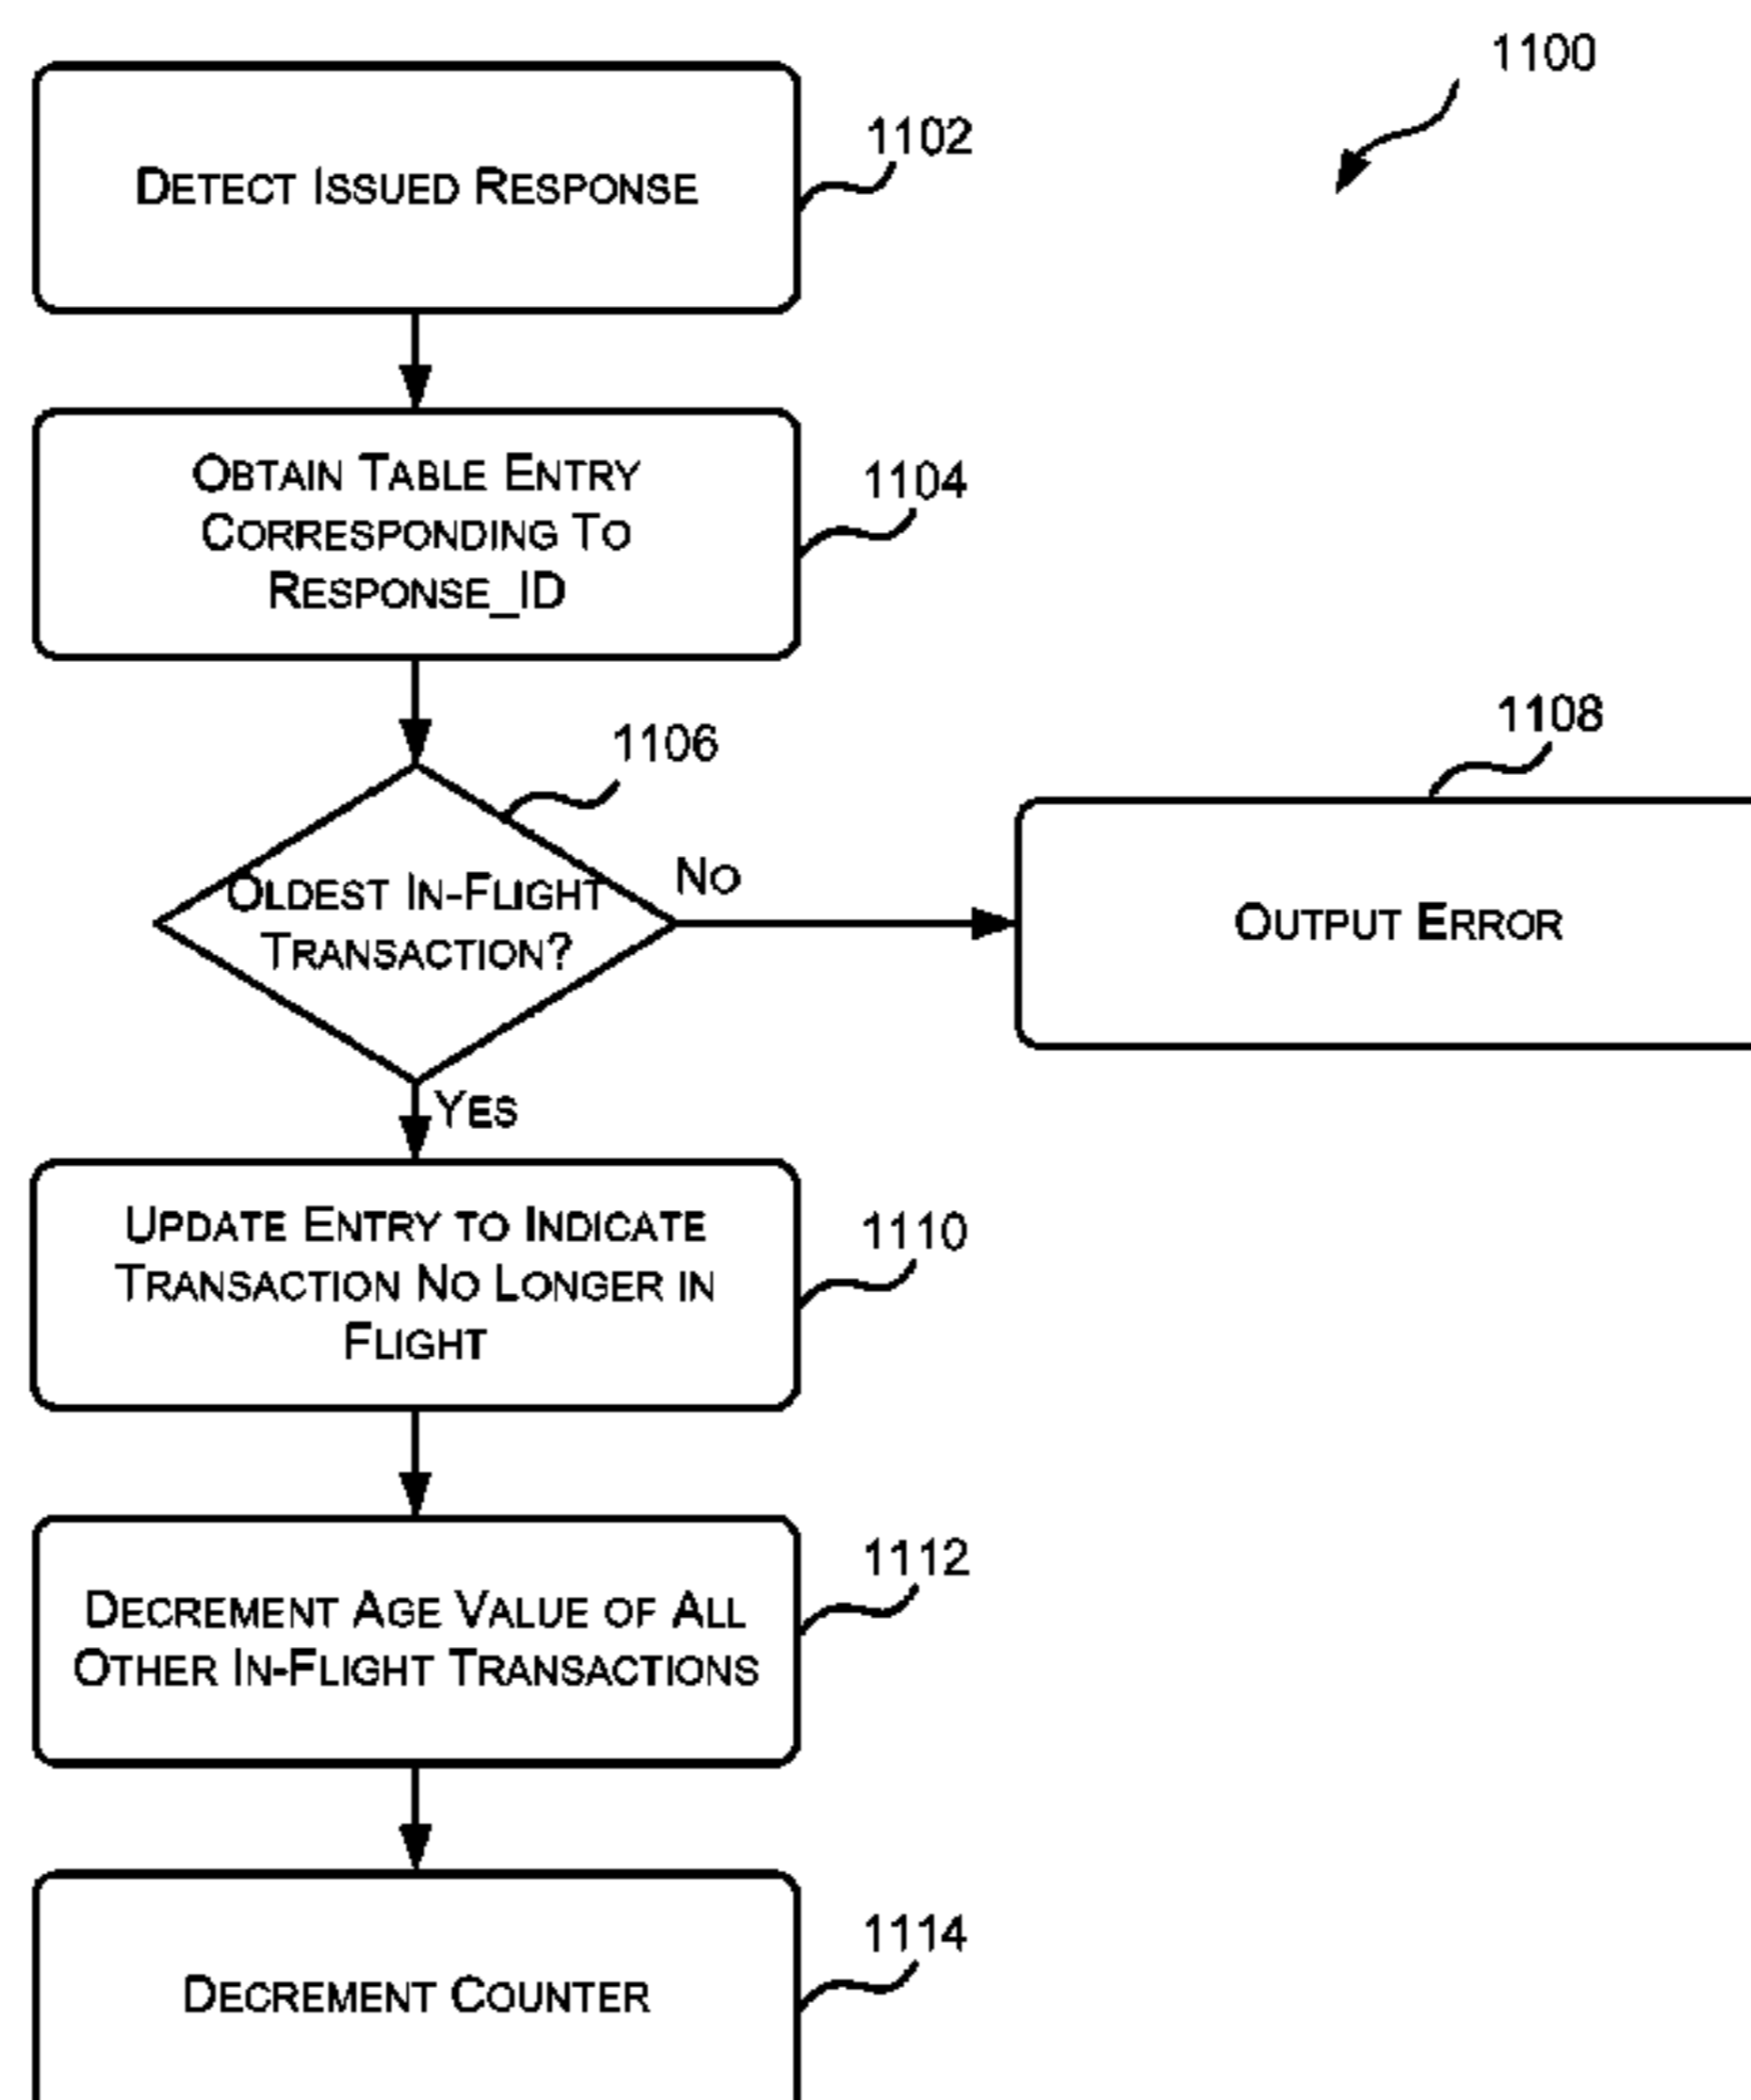 1100
1102
DETECT ISSUED RESPONSE
1104
OBTAIN TABLE ENTRY
CORRESPONDING TO
RESPONSE_ID
1106
1108
OLDEST IN-FLIGHT
TRANSACTION?
NO
OUTPUT ERROR
YES
1110
UPDATE ENTRY TO INDICATE
TRANSACTION NO LONGER IN
FLIGHT
1112
DECREMENT AGE VALUE OF ALL
OTHER IN-FLIGHT TRANSACTIONS
1114
DECREMENT COUNTER